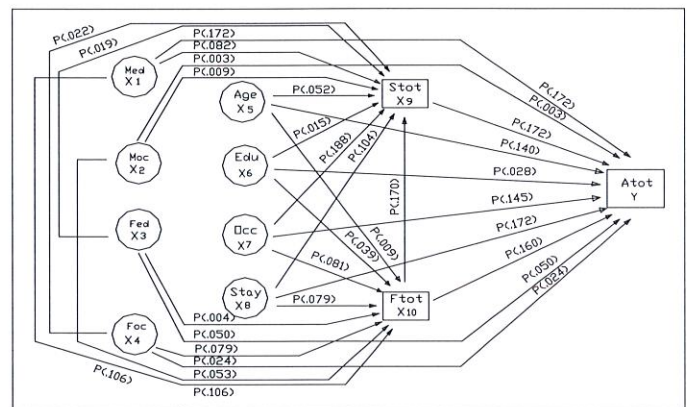 P(.022)
P(.172)
P(.019)
P(.082)
P(.003)
P(.009)
Med
X1
Age
X5
P(.052)
Stot
X9
P(.172)
P(.003)
P(.015)
P(.188)
P(.104)
P(.172)
P(.140)
Moc
X2
Edu
X6
P(.028)
Atot
Y
P(.170)
P(.145)
Fed
X3
Occ
X7
P(.039)
P(.009)
P(.172)
P(.081)
P(.160)
P(.050)
P(.024)
Stay
X8
P(.079)
Ftot
X10
P(.004)
P(.050)
Foc
X4
P(.079)
P(.024)
P(.053)
P(.106)
P(.106)